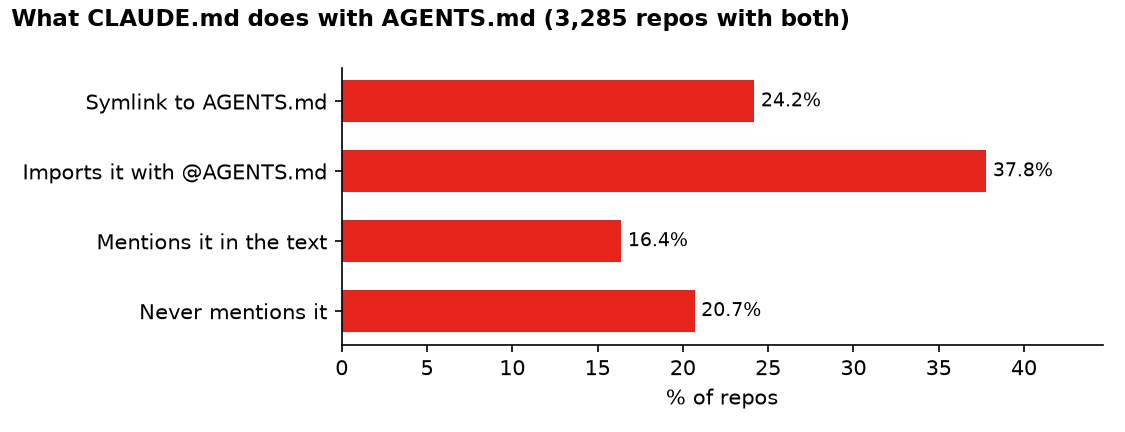 What CLAUDE.md does with AGENTS.md (3,285 repos with both)
Symlink to AGENTS.md 24.2%
Imports it with @AGENTS.md 37.8%
Mentions it in the text 16.4%
Never mentions it 20.7%
0 5 10 15 20 25 30 35 40
% of repos